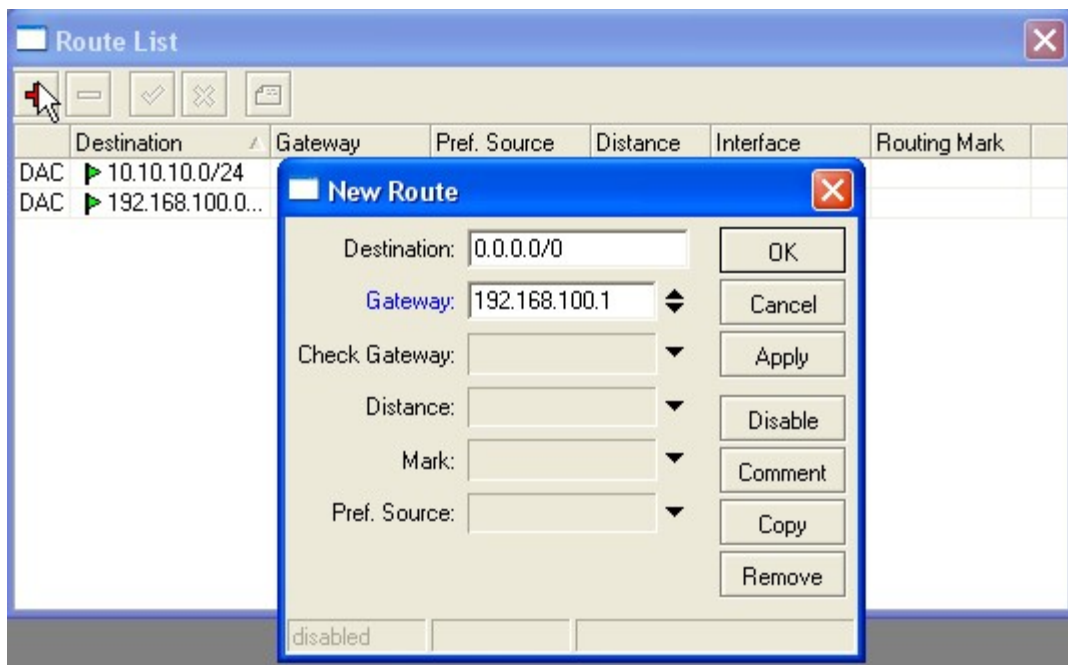 Route List
Destination Gateway Pref. Source Distance Interface Routing Mark
DAC 10.10.10.0/24
DAC 192.168.100.0...
New Route
Destination: 0.0.0.0/0 OK
Gateway: 192.168.100.1 Cancel
Check Gateway: Apply
Distance: Disable
Mark: Comment
Pref. Source: Copy
Remove
disabled